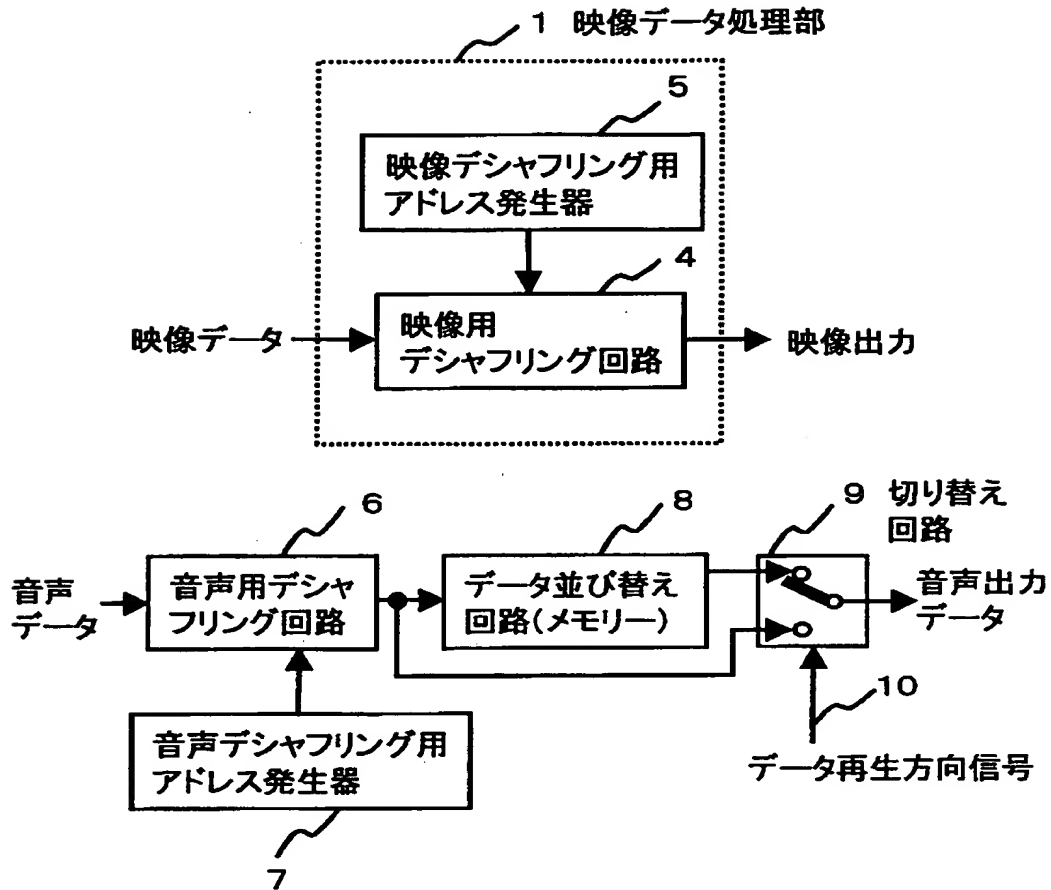 1 映像データ処理部
5
映像デシャフリング用
アドレス発生器
4
映像データ
映像用
デシャフリング回路
映像出力
6
8
9 切り替え
回路
音声
データ
音声用デシャ
フリング回路
データ並び替え
回路(メモリー)
音声出力
データ
10
音声デシャフリング用
アドレス発生器
データ再生方向信号
7